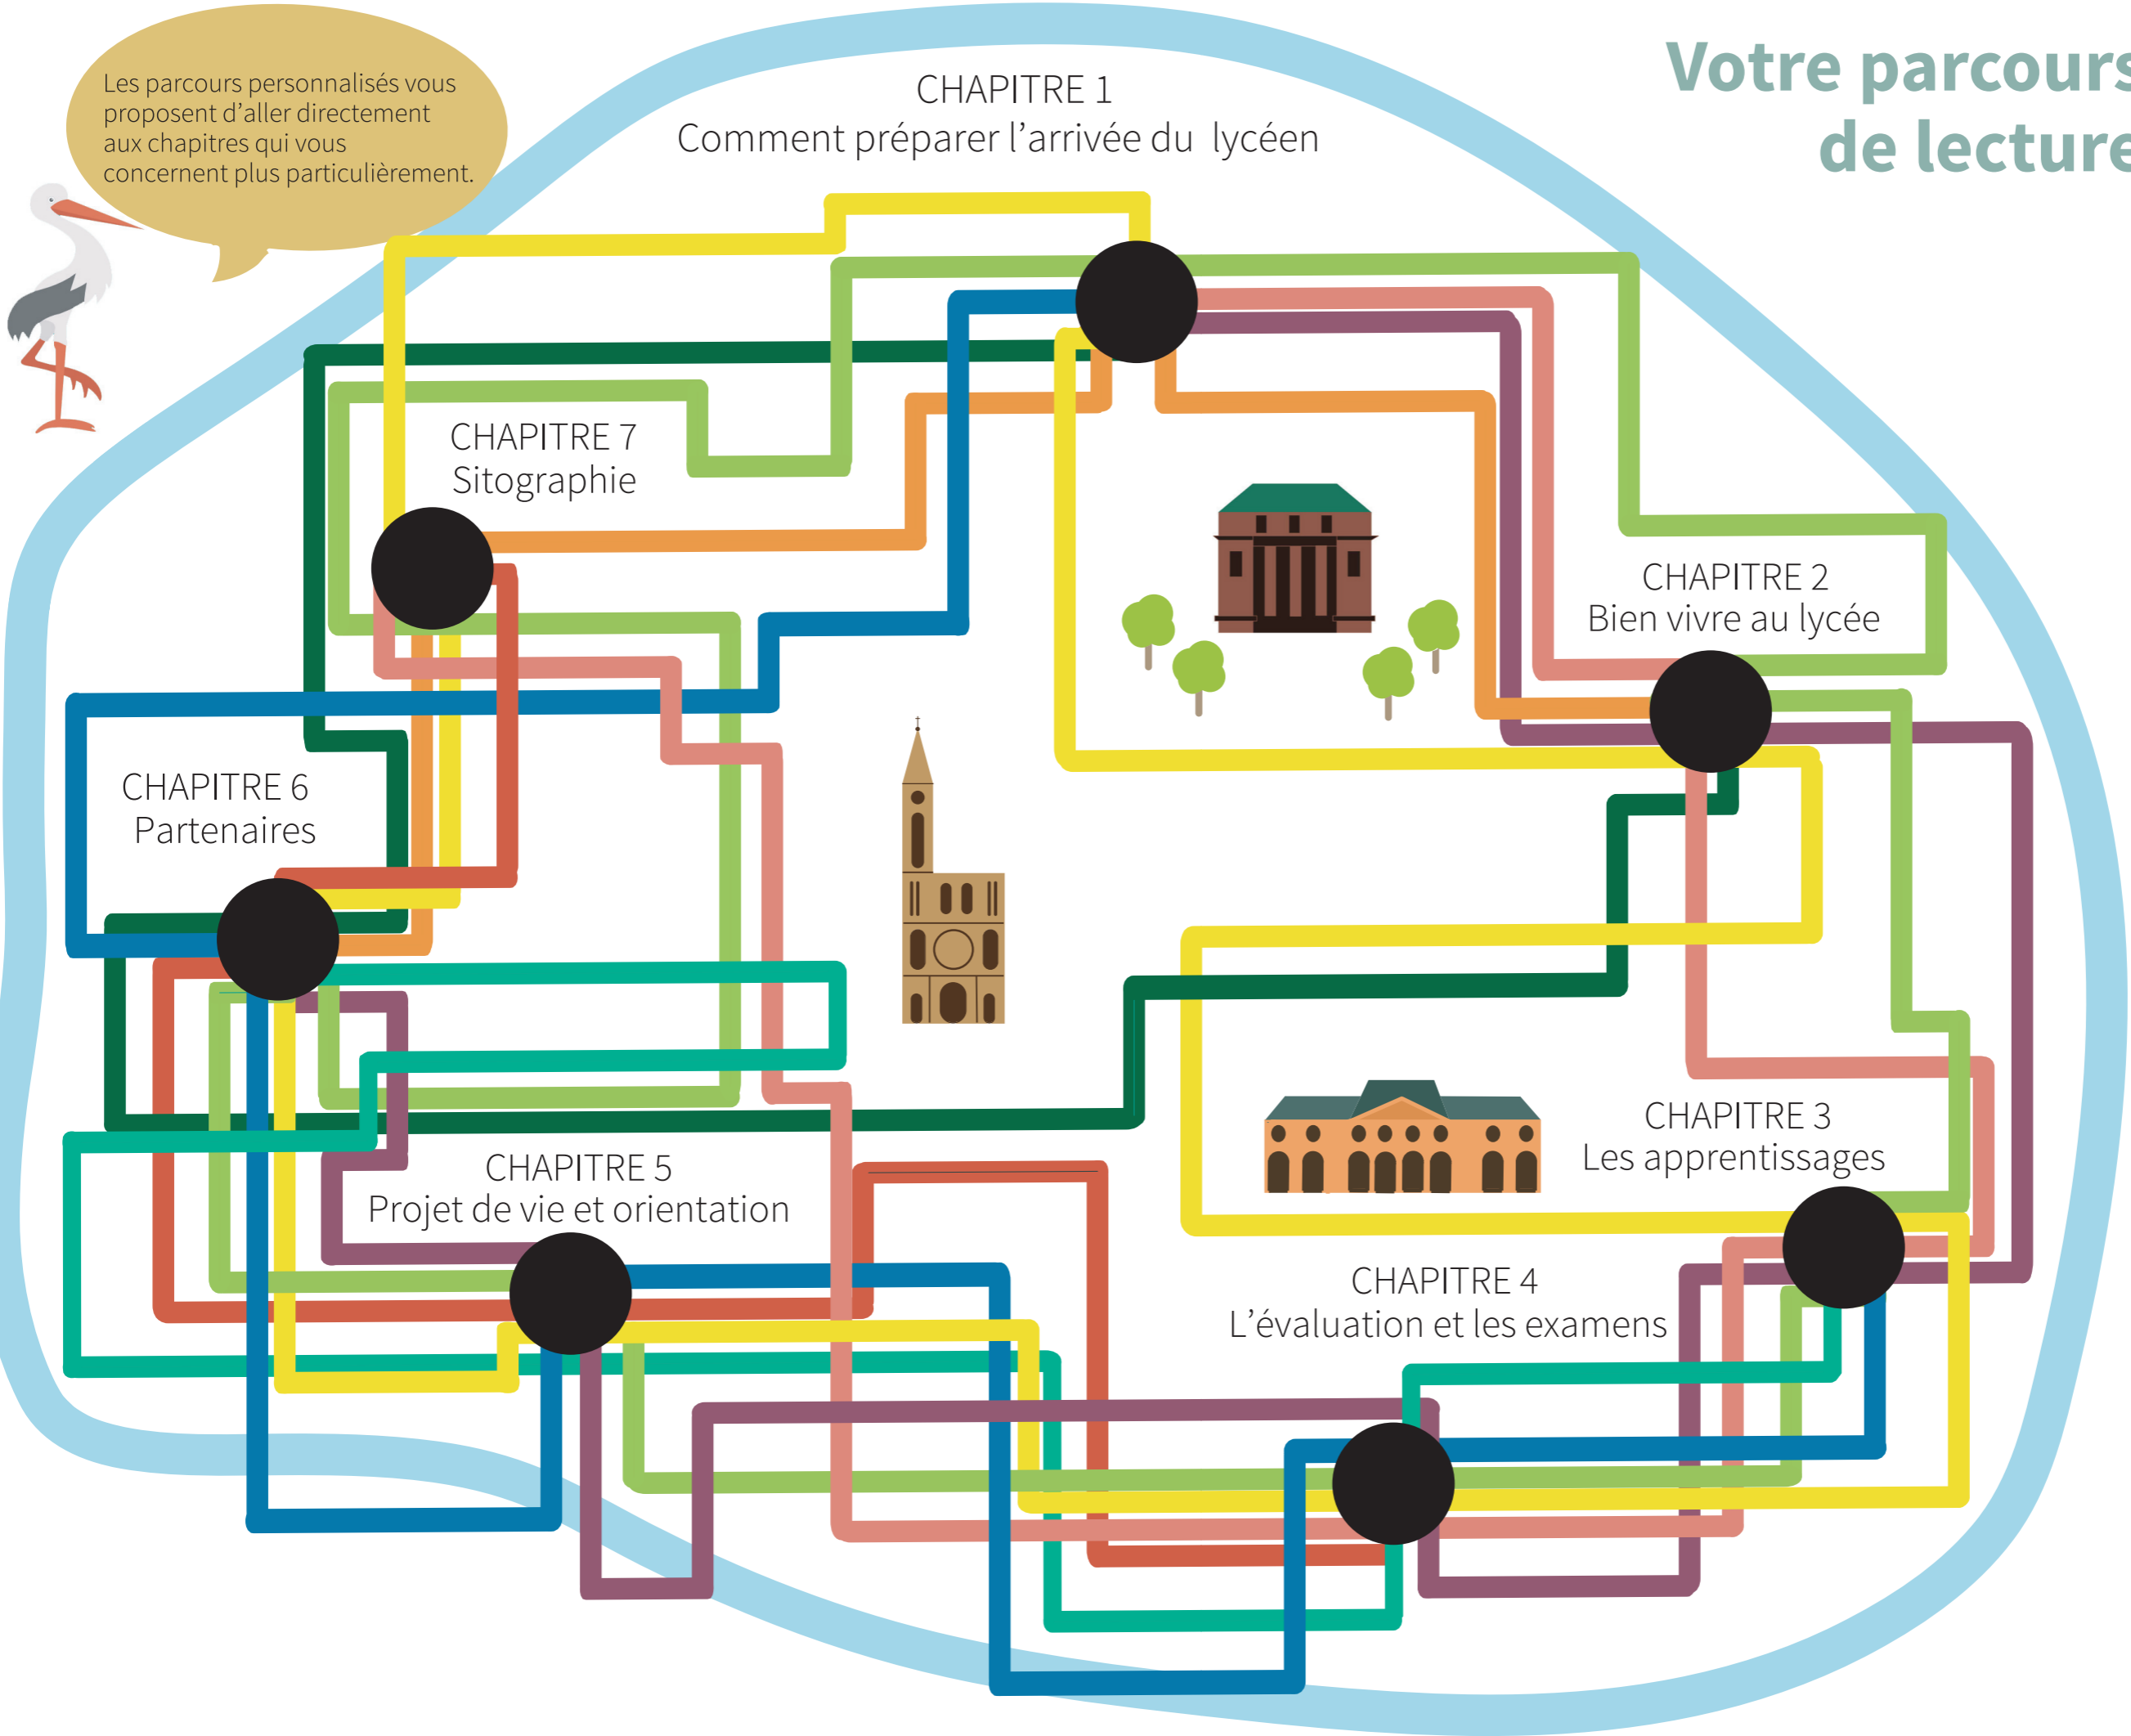 Votre parcours
de lecture
Les parcours personnalisés vous
proposent d'aller directement
aux chapitres qui vous
concernent plus particulièrement.
CHAPITRE 1
Comment préparer l'arrivée du lycéen
CHAPITRE 7
Sitographie
CHAPITRE 2
Bien vivre au lycée
CHAPITRE 6
Partenaires
CHAPITRE 3
Les apprentissages
CHAPITRE 5
Projet de vie et orientation
CHAPITRE 4
L'évaluation et les examens